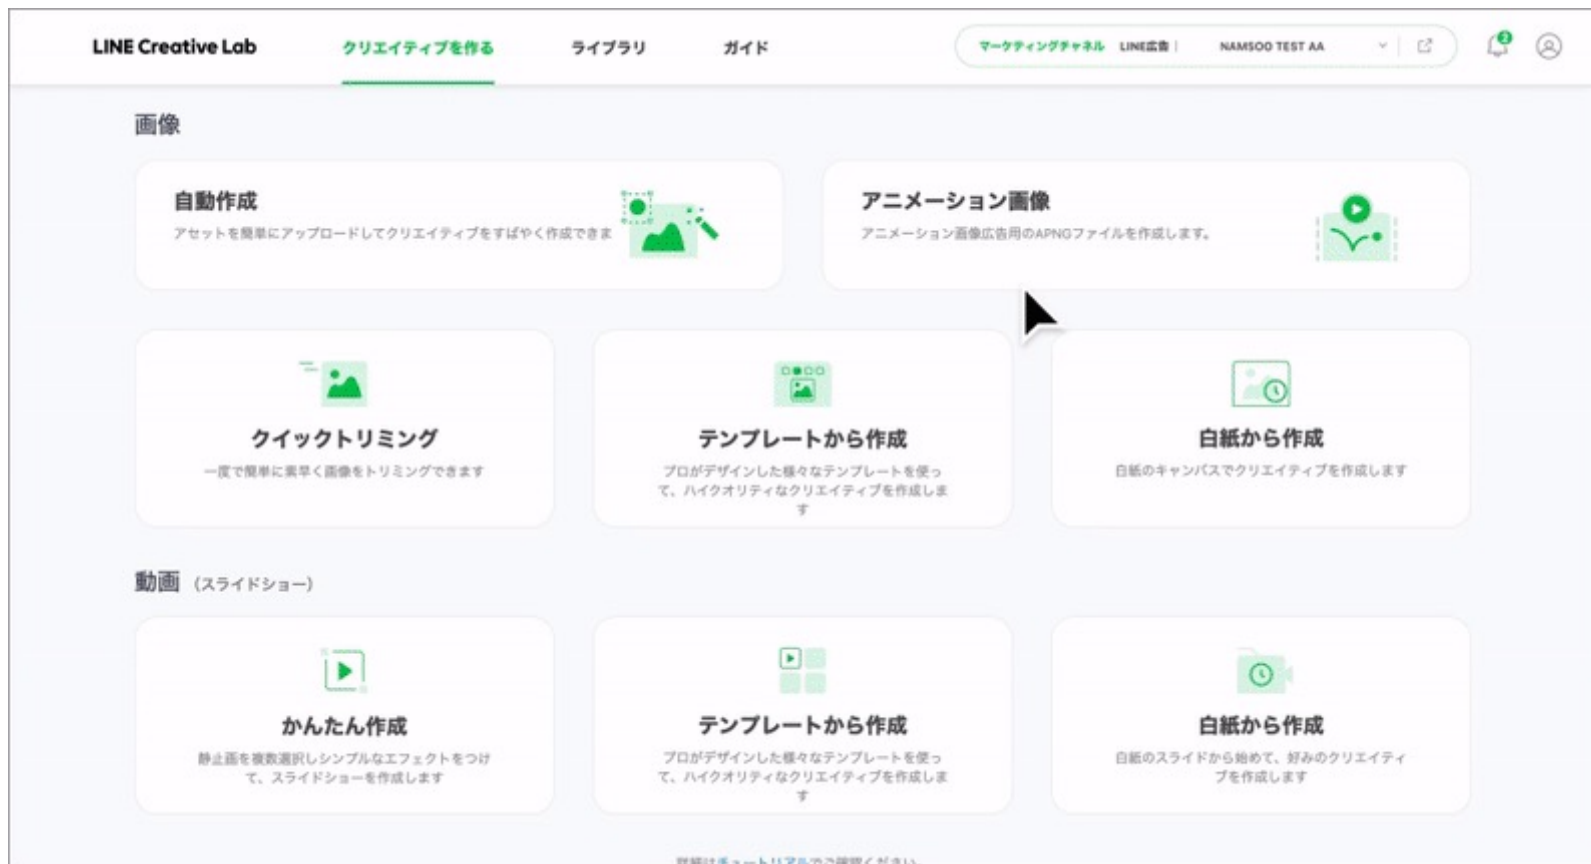 LINE Creative Lab クリエイティブを作る ライブラリ ガイド マーケティングチャネル LINE広告 | NAMSOO TEST AA 2
画像
自動作成
アセットを簡単にアップロードしてクリエイティブをすばやく作成できま
アニメーション画像
アニメーション画像広告用のAPNGファイルを作成します。
クイックトリミング
一度で簡単に素早く画像をトリミングできます
テンプレートから作成
プロがデザインした様々なテンプレートを使っ
て、ハイクオリティなクリエイティブを作成しま
す
白紙から作成
白紙のキャンバスでクリエイティブを作成します
動画 (スライドショー)
かんたん作成
静止画を複数選択しシンプルなエフェクトをつけ
て、スライドショーを作成します
テンプレートから作成
プロがデザインした様々なテンプレートを使っ
て、ハイクオリティなクリエイティブを作成しま
す
白紙から作成
白紙のスライドから始めて、好みのクリエイティ
ブを作成します
詳細はチュートリアルでご確認ください。